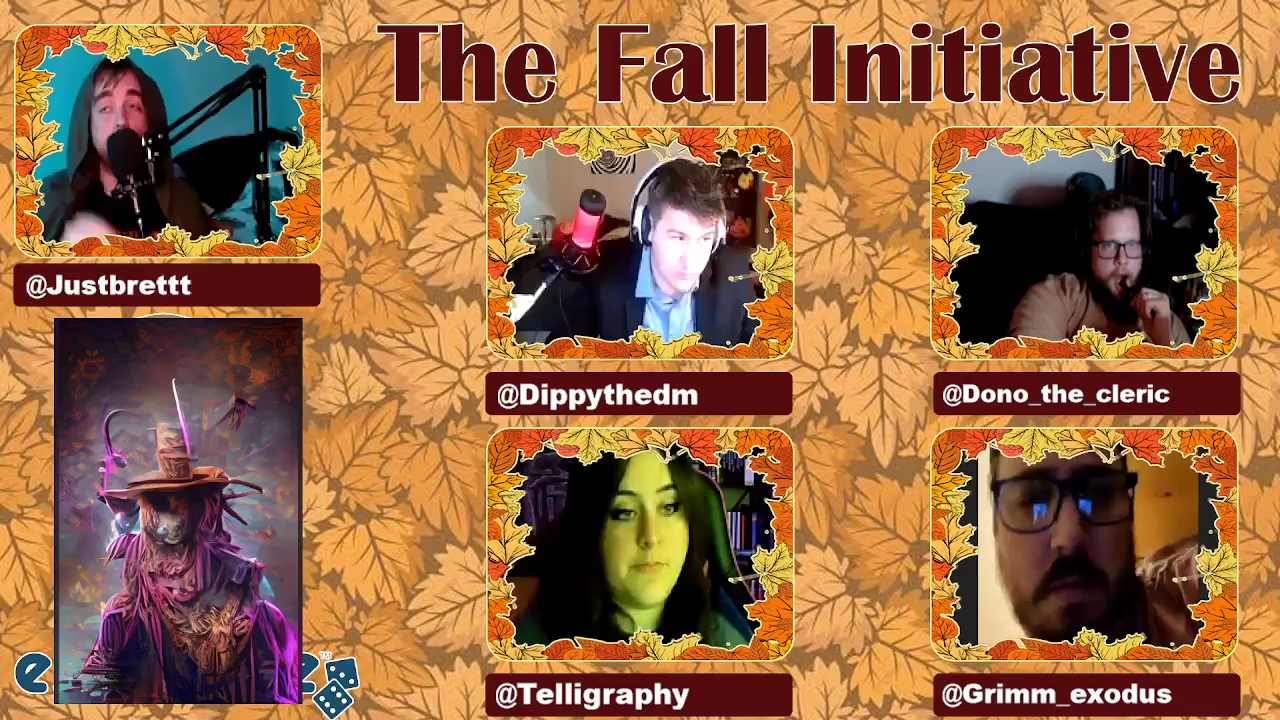 The Fall Initiative
@Justbrettt
@Dippythedm
@Dono_the_cleric
@Telligraphy
@Grimm_exodus